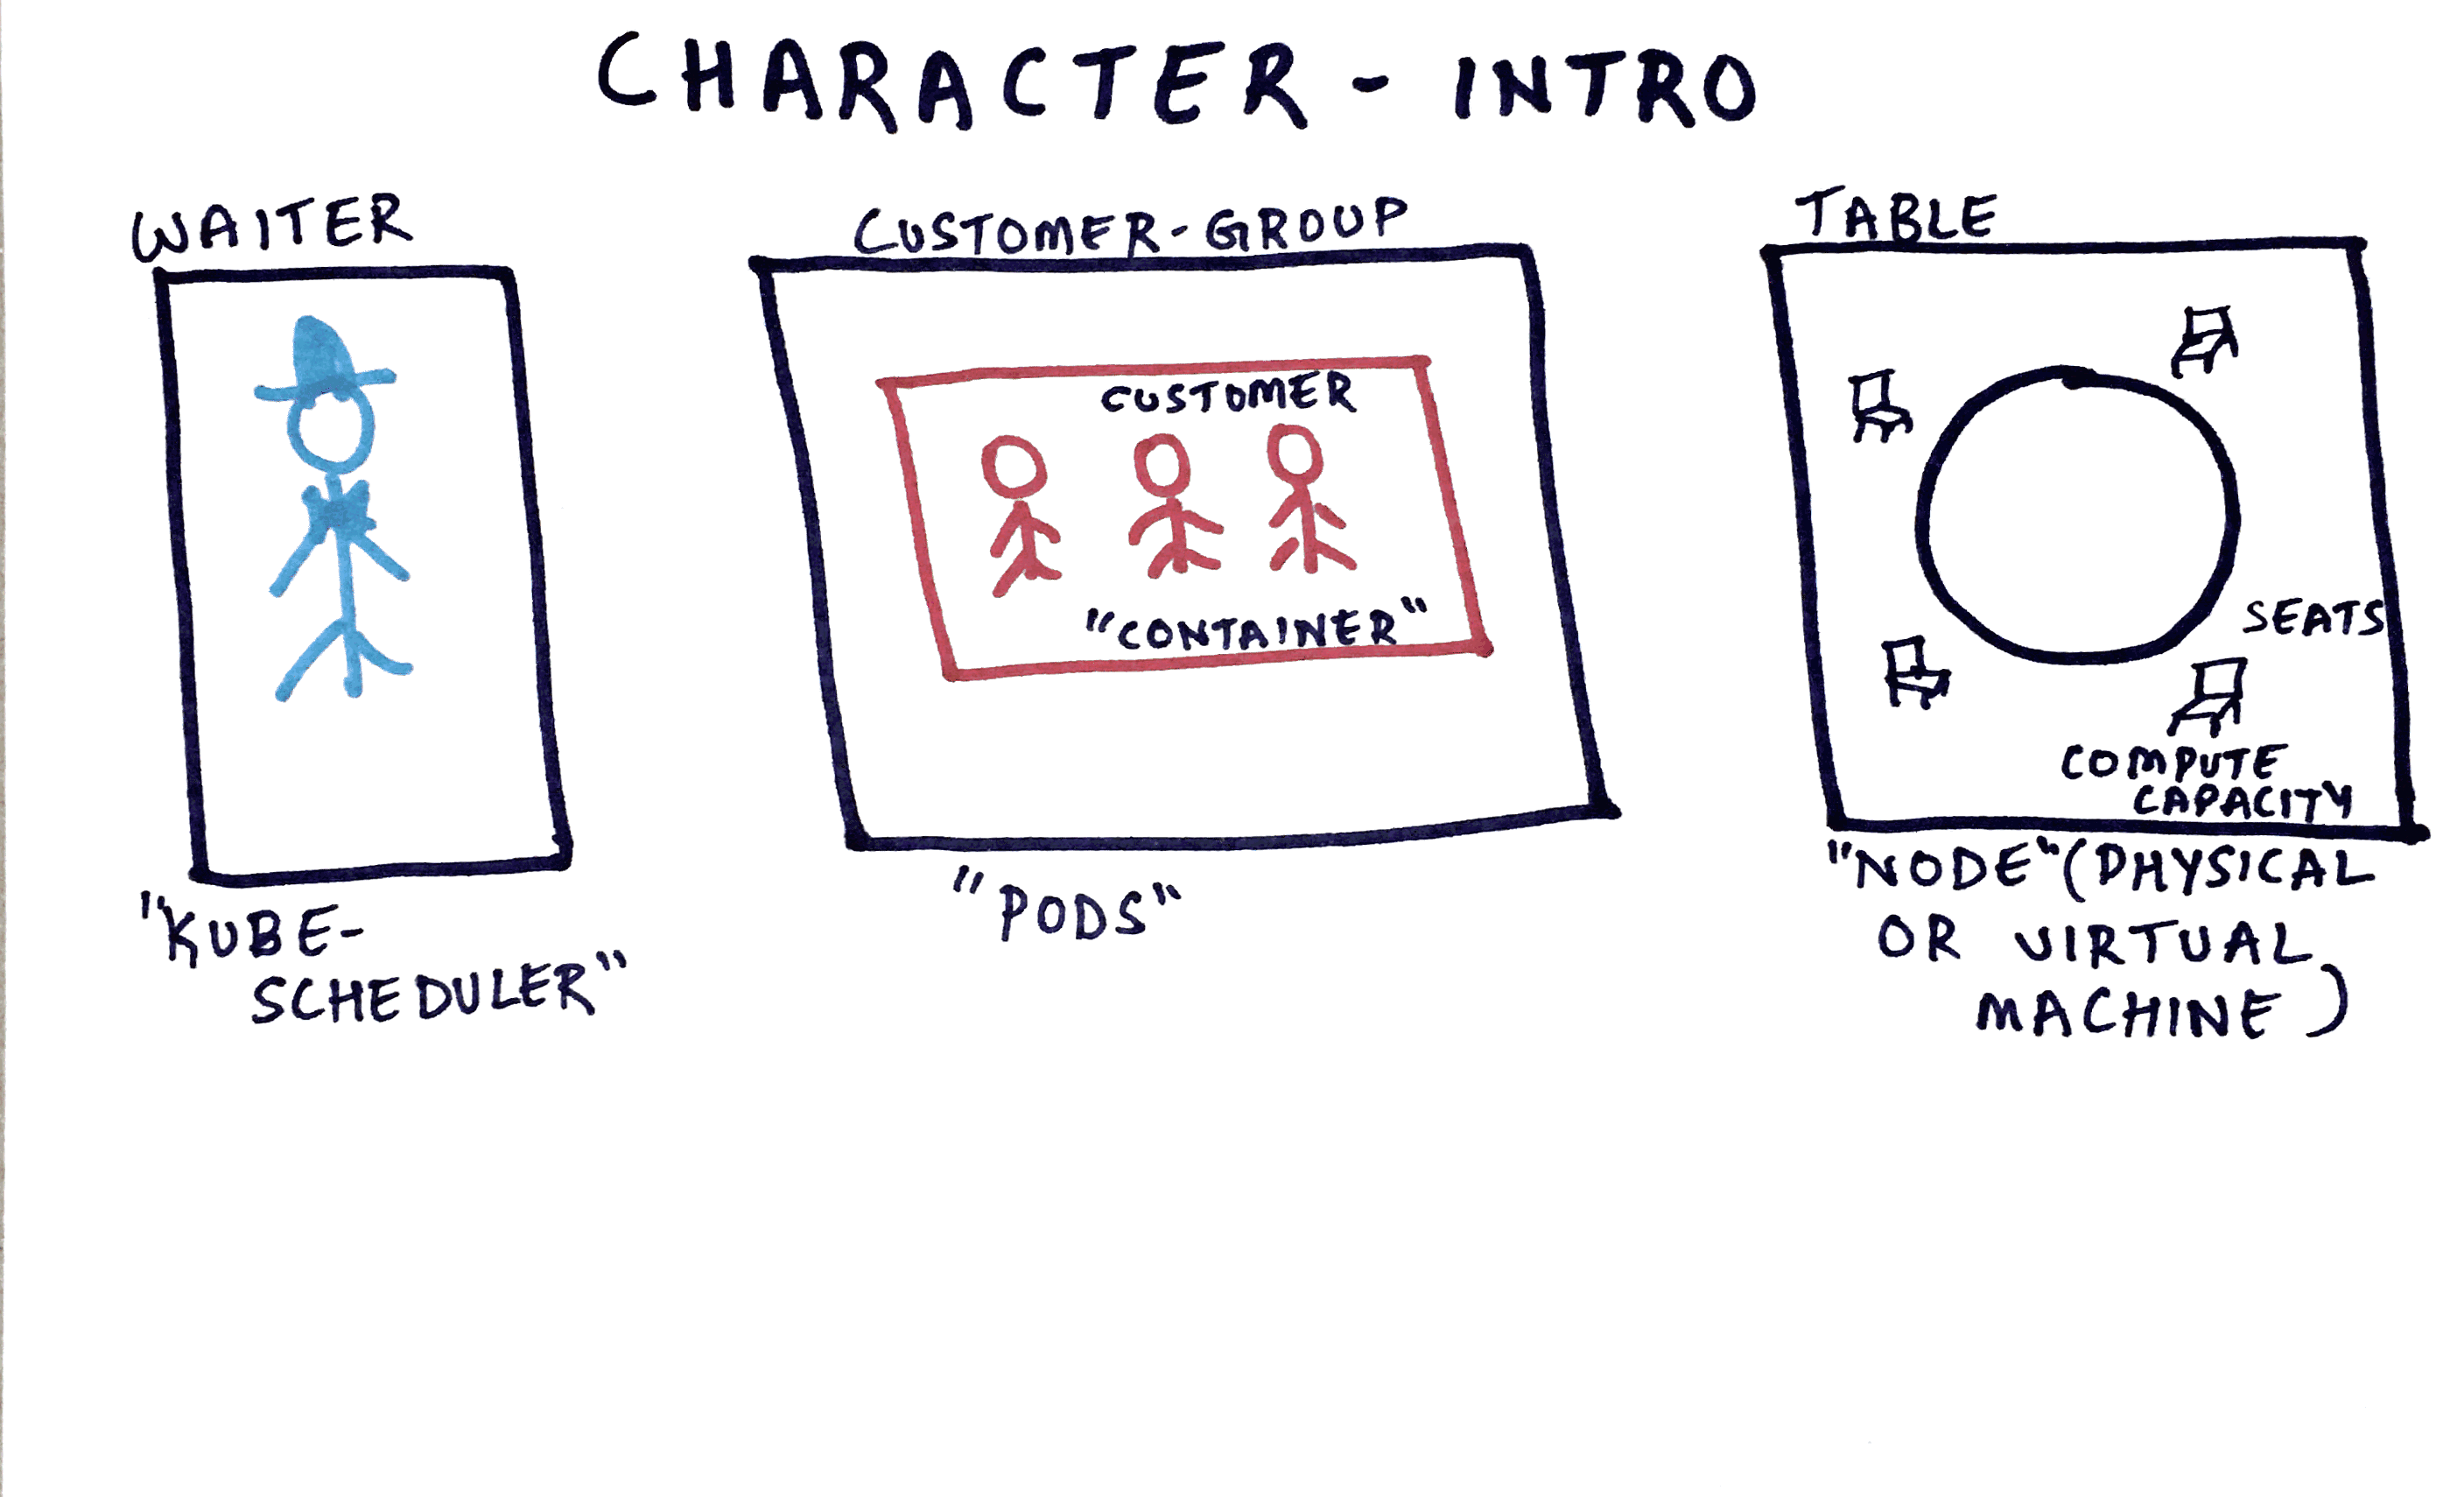 CHARACTER - INTRO
WAITER
"KUBE-
SCHEDULER"
CUSTOMER-GROUP
CUSTOMER
"CONTAINER"
"PODS"
TABLE
SEATS
COMPUTE
CAPACITY
"NODE" (PHYSICAL
OR VIRTUAL
MACHINE)